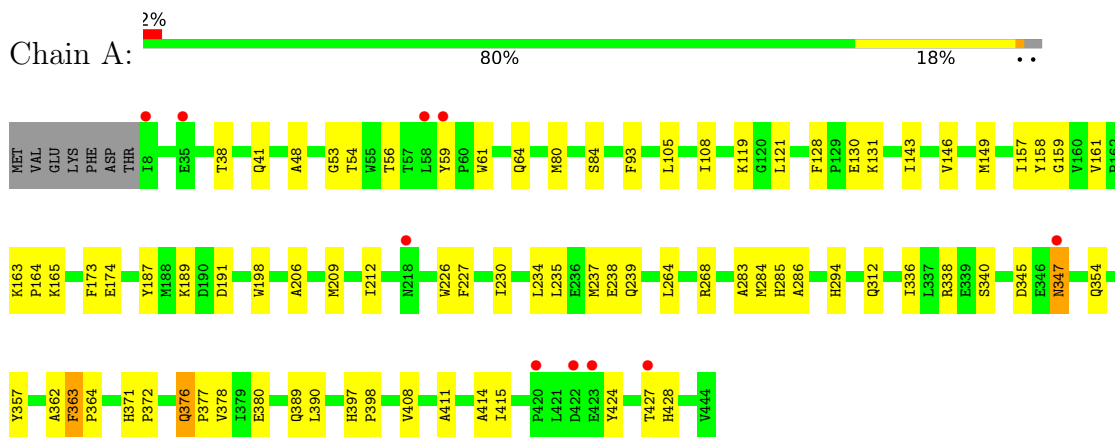 2%
Chain A:
80% 18% • •
MET VAL GLU LYS PHE ASP THR I8 E35 T38 Q41 A48 G53 T54 W55 T56 T57 L58 Y59 P60 W61 Q64 M80 S84 F93 L105 I108 K119 G120 L121 F128 P129 E130 K131 I143 V146 M149 I157 Y158 G159 V160 V161 R162
K163 P164 K165 F173 E174 Y187 M188 K189 D190 D191 W198 A206 M209 I212 N218 W226 F227 I230 L234 L235 E236 M237 E238 Q239 L264 R268 A283 M284 H285 A286 H294 Q312 I336 L337 R338 E339 S340 D345 E346 N347 Q354
Y357 A362 F363 P364 H371 P372 Q376 P377 V378 I379 E380 Q389 L390 H397 P398 V408 A411 A414 I415 P420 L421 D422 E423 Y424 T427 H428 V444